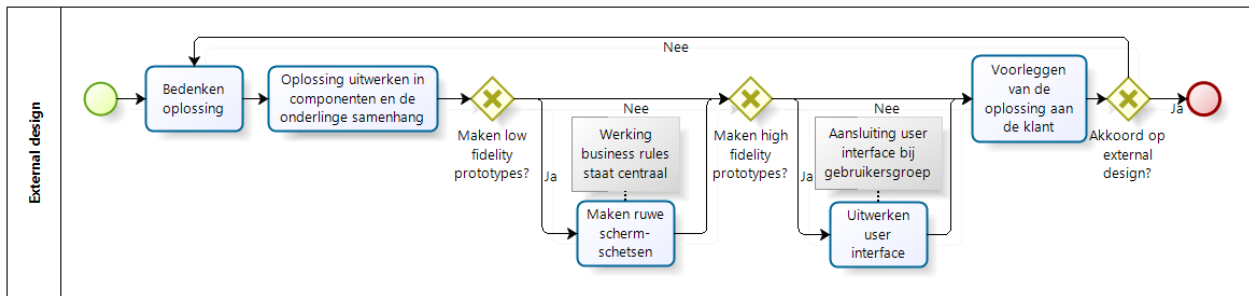 External design
Nee
Bedenken
oplossing
Oplossing uitwerken in
componenten en de
onderlinge samenhang
Maken low
fidelity
prototypes?
Nee
Ja
Werking
business rules
staat centraal
Maken ruwe
scherm-
schetsen
Maken high
fidelity
prototypes?
Nee
Ja
Aansluiting user
interface bij
gebruikersgroep
Uitwerken
user
interface
Voorleggen
van de
oplossing aan
de klant
Akkoord op
external
design?
Ja